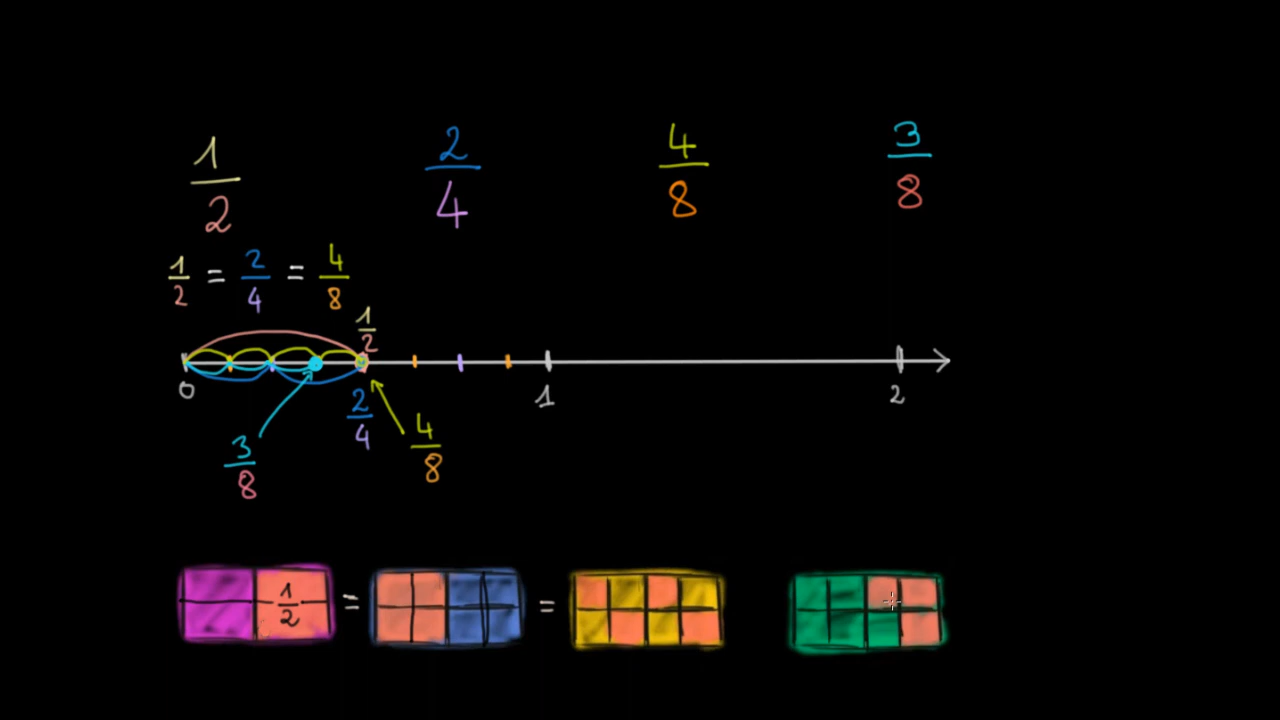 1/2 2/4 4/8 3/8
1/2 = 2/4 = 4/8
1/2
0 1 2
2/4 4/8
3/8
1/2 = =